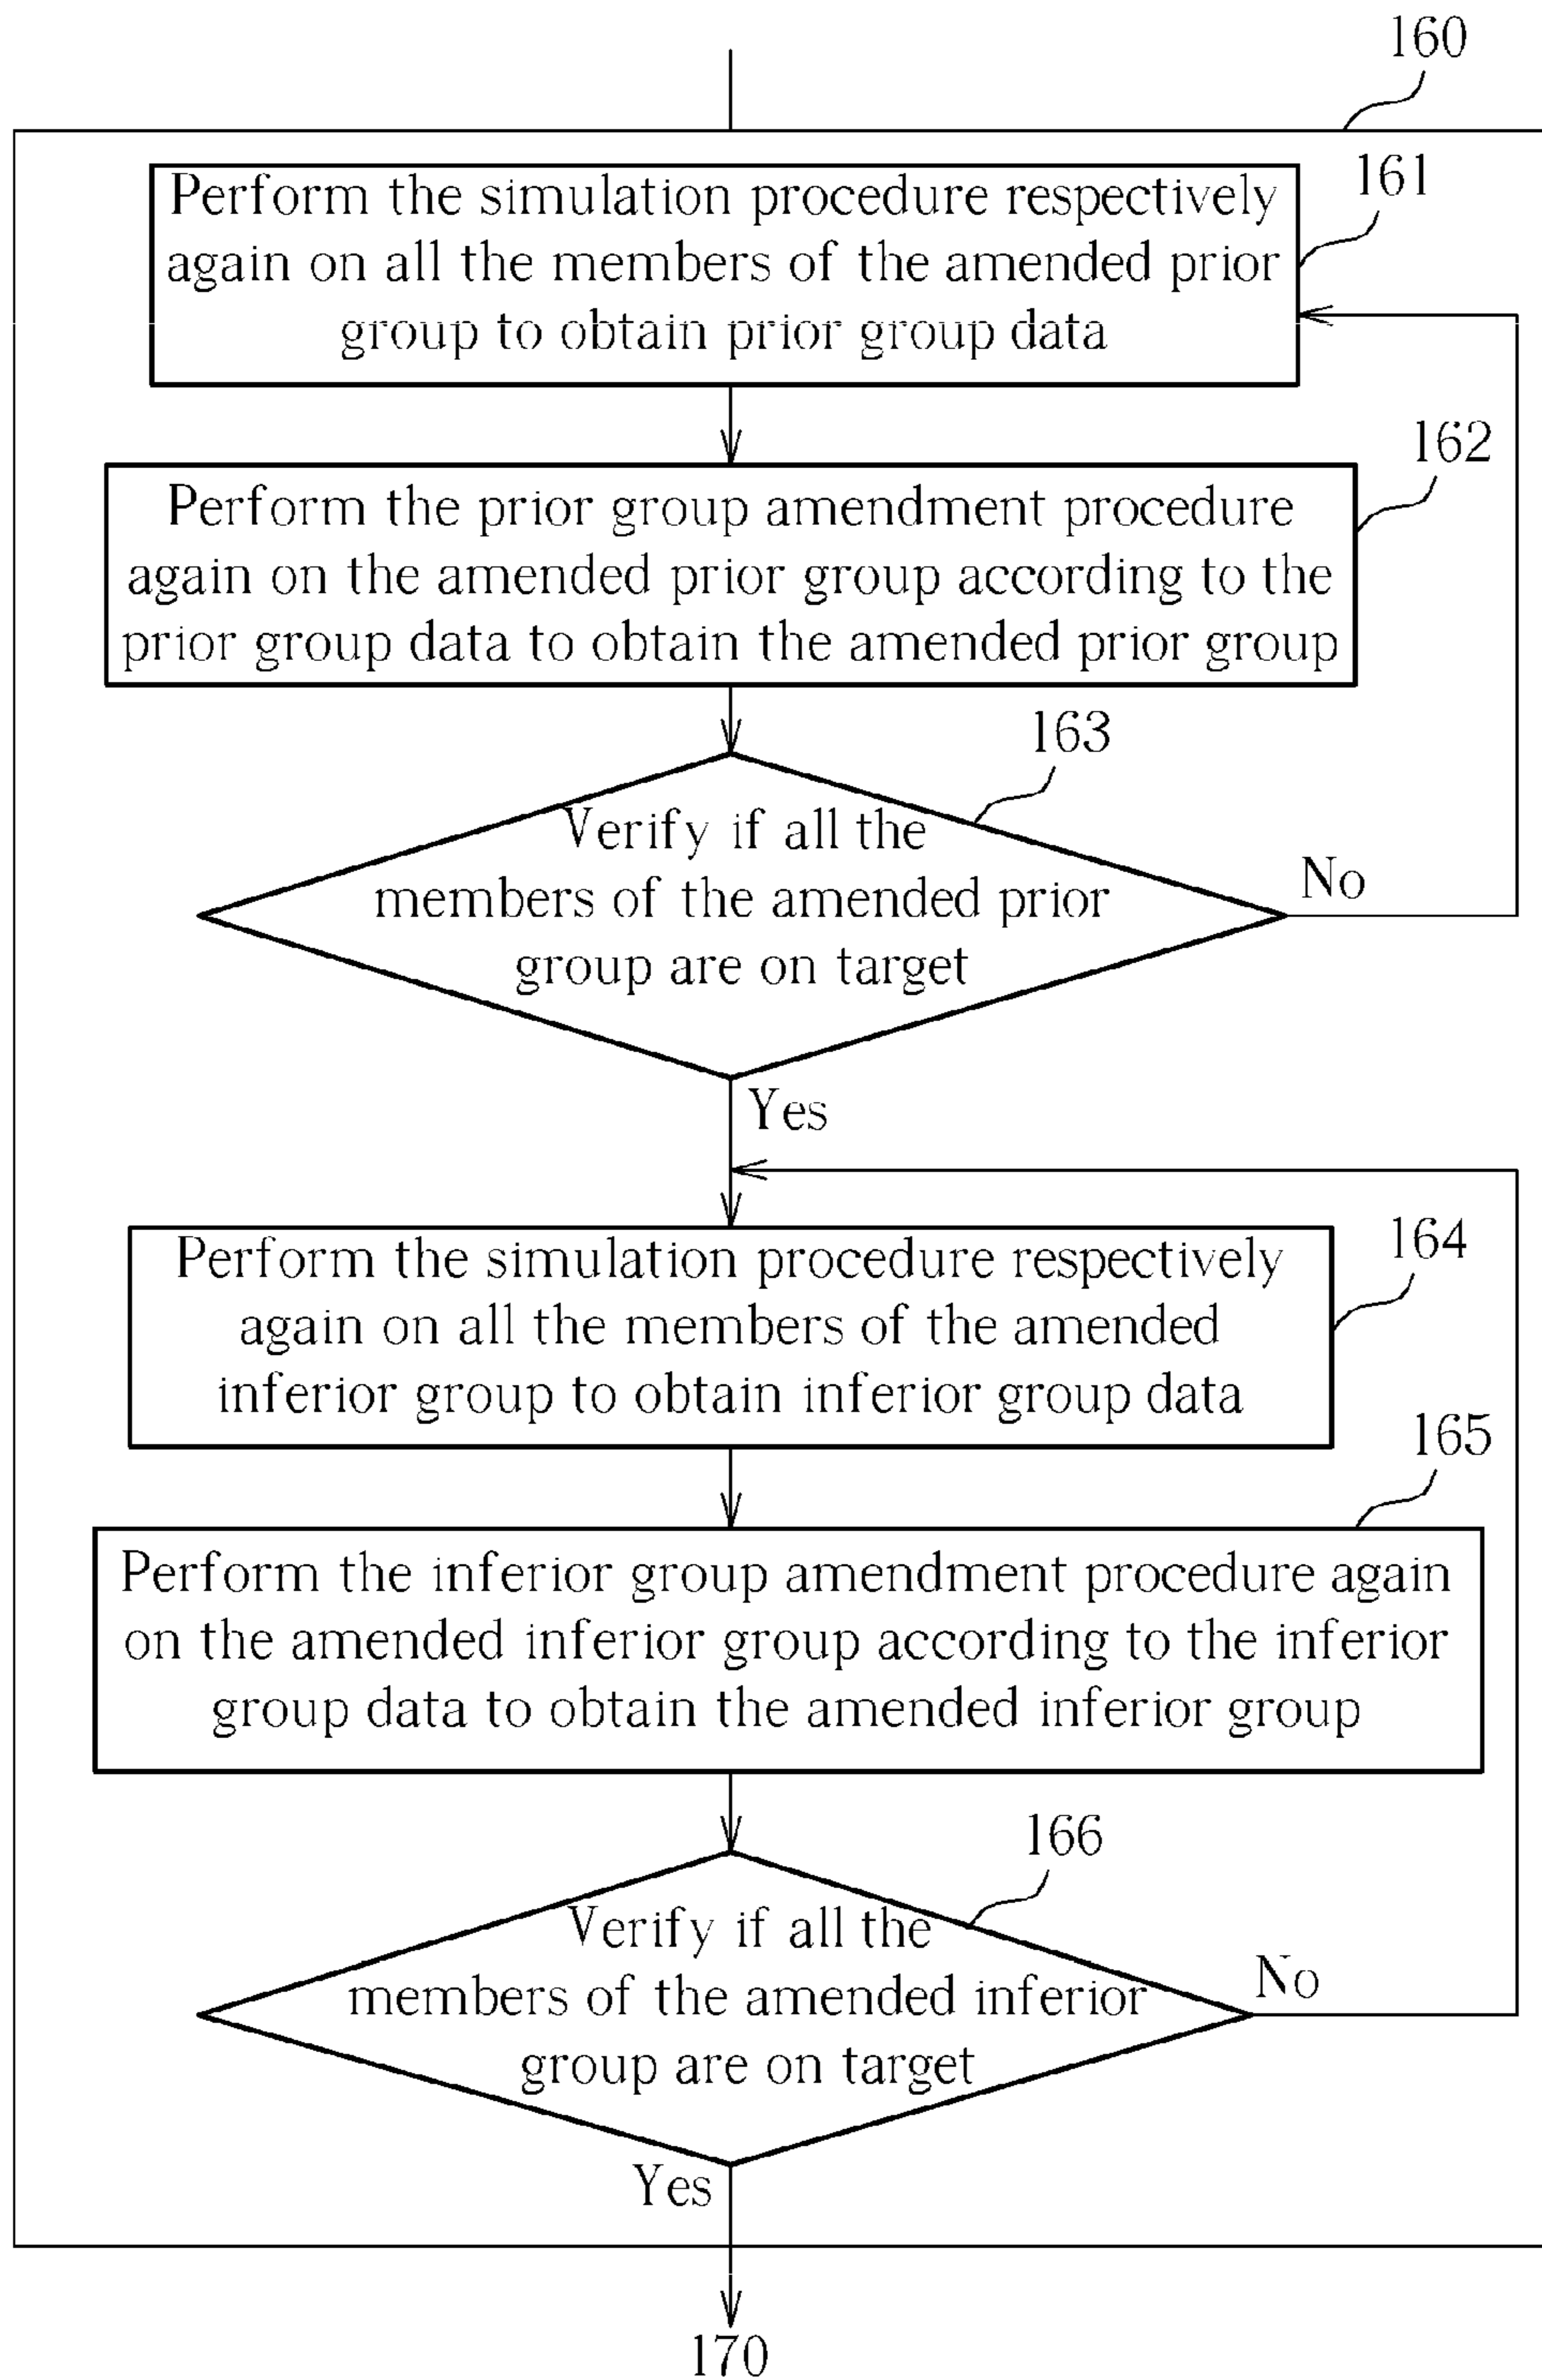 160
161
Perform the simulation procedure respectively
again on all the members of the amended prior
group to obtain prior group data
162
Perform the prior group amendment procedure
again on the amended prior group according to the
prior group data to obtain the amended prior group
163
Verify if all the
members of the amended prior
group are on target
No
Yes
164
Perform the simulation procedure respectively
again on all the members of the amended
inferior group to obtain inferior group data
165
Perform the inferior group amendment procedure again
on the amended inferior group according to the inferior
group data to obtain the amended inferior group
166
Verify if all the
members of the amended inferior
group are on target
No
Yes
170